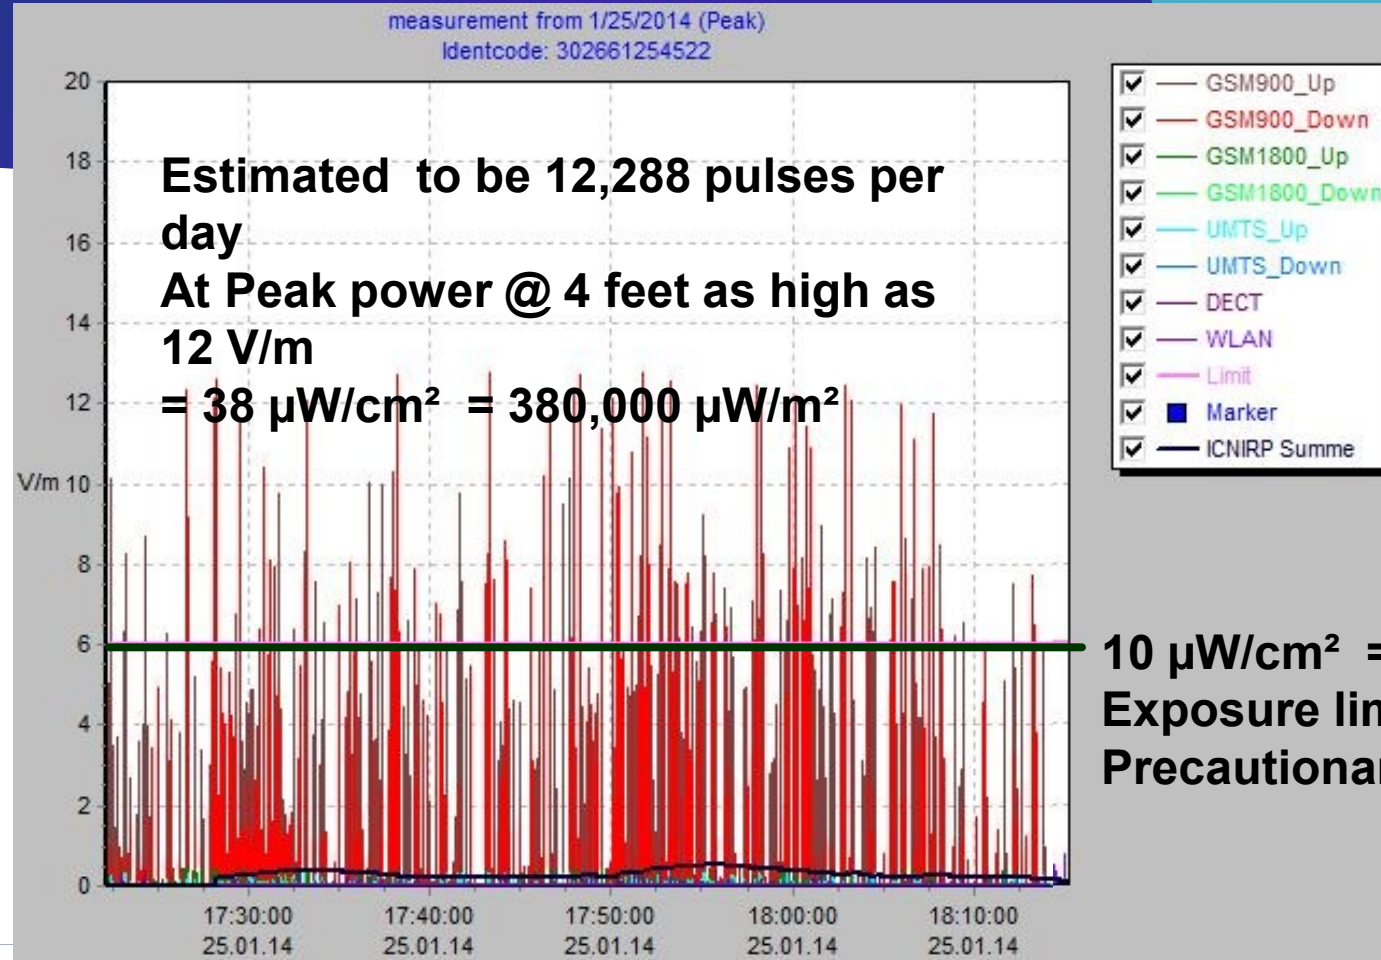 measurement from 1/25/2014 (Peak)
Identcode: 302661254522
20
18
16
14
12
V/m 10
8
6
4
2
0
Estimated to be 12,288 pulses per
day
At Peak power @ 4 feet as high as
12 V/m
= 38 µW/cm² = 380,000 µW/m²
GSM900_Up
GSM900_Down
GSM1800_Up
GSM1800_Down
UMTS_Up
UMTS_Down
DECT
WLAN
Limit
Marker
ICNIRP Summe
10 µW/cm² =
Exposure
Precautiona
17:30:00 17:40:00 17:50:00 18:00:00 18:10:00
25.01.14 25.01.14 25.01.14 25.01.14 25.01.14